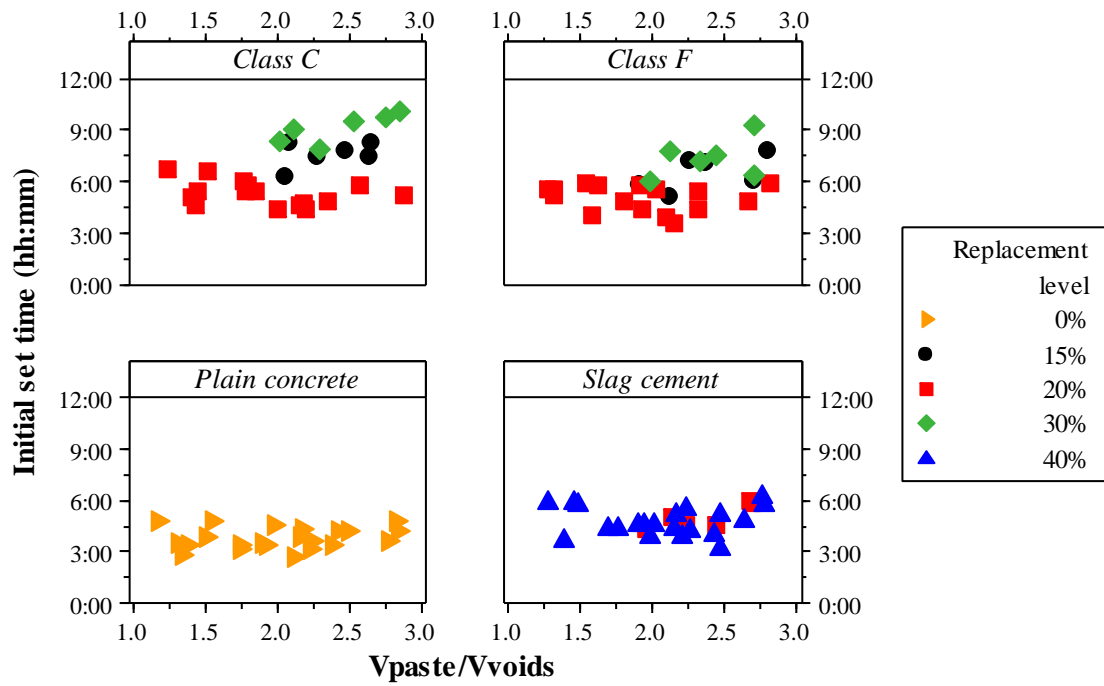 1.0 1.5 2.0 2.5 3.0 1.0 1.5 2.0 2.5 3.0
Class C Class F
12:00 12:00
9:00 9:00
6:00 6:00
3:00 3:00
0:00 0:00
Initial set time (hh:mm)
Replacement
level
0%
15%
20%
30%
40%
Plain concrete Slag cement
12:00 12:00
9:00 9:00
6:00 6:00
3:00 3:00
0:00 0:00
1.0 1.5 2.0 2.5 3.0 1.0 1.5 2.0 2.5 3.0
Vpaste/Vvoids